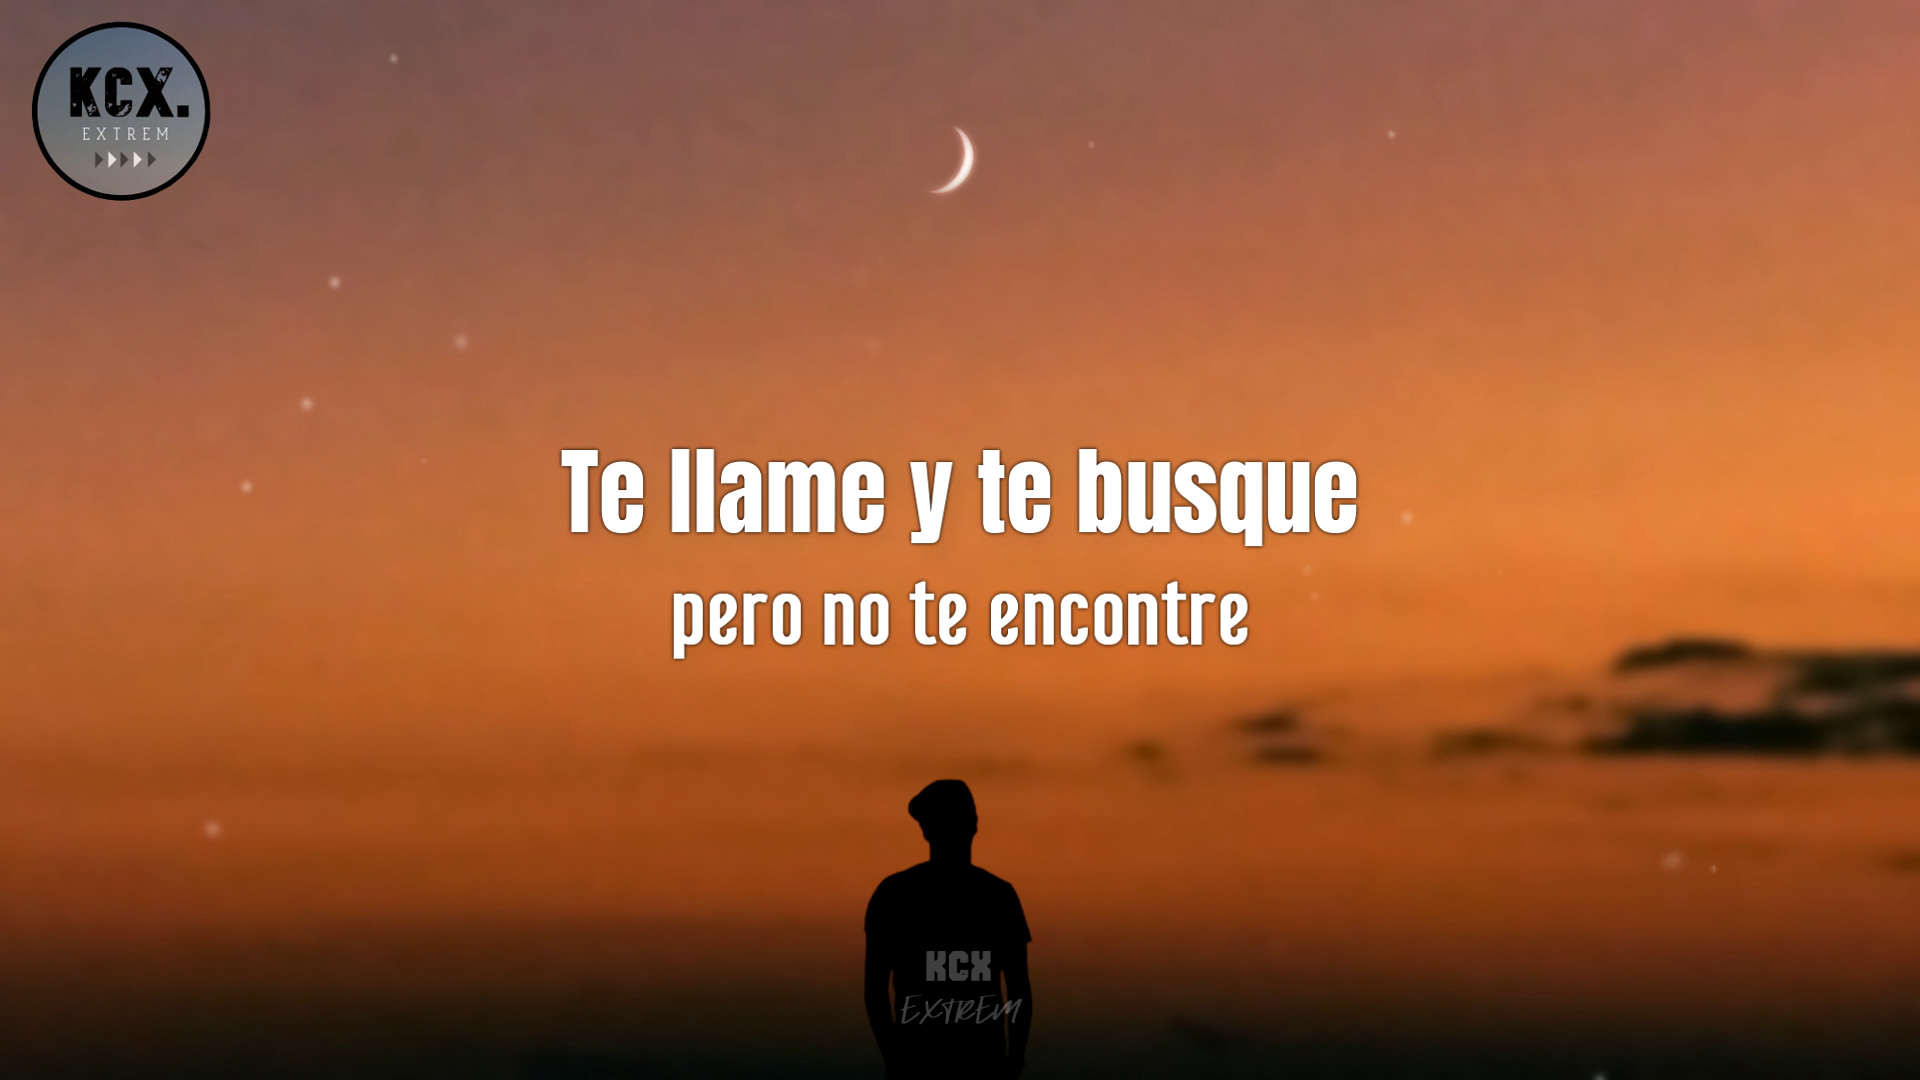 KCX.
EXTREM
Te llame y te busque
pero no te encontre
KCX
EXTREM